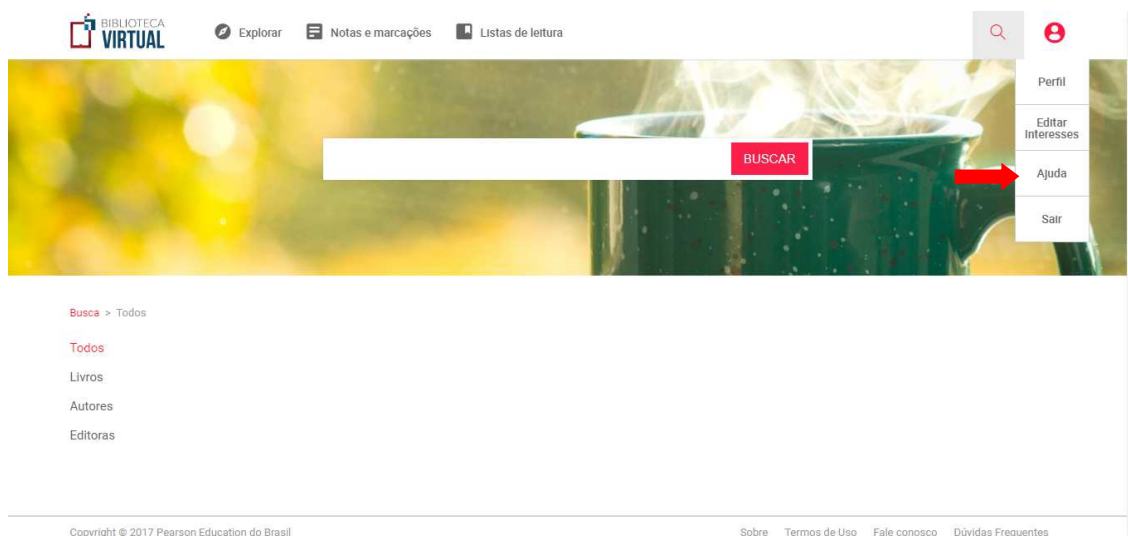 BIBLIOTECA
VIRTUAL
Explorar
Notas e marcações
Listas de leitura
Perfil
Editar
Interesses
Ajuda
Sair
BUSCAR
Busca > Todos
Todos
Livros
Autores
Editoras
Copyright © 2017 Pearson Education do Brasil
Sobre Termos de Uso Fale conosco Dúvidas Frequentes